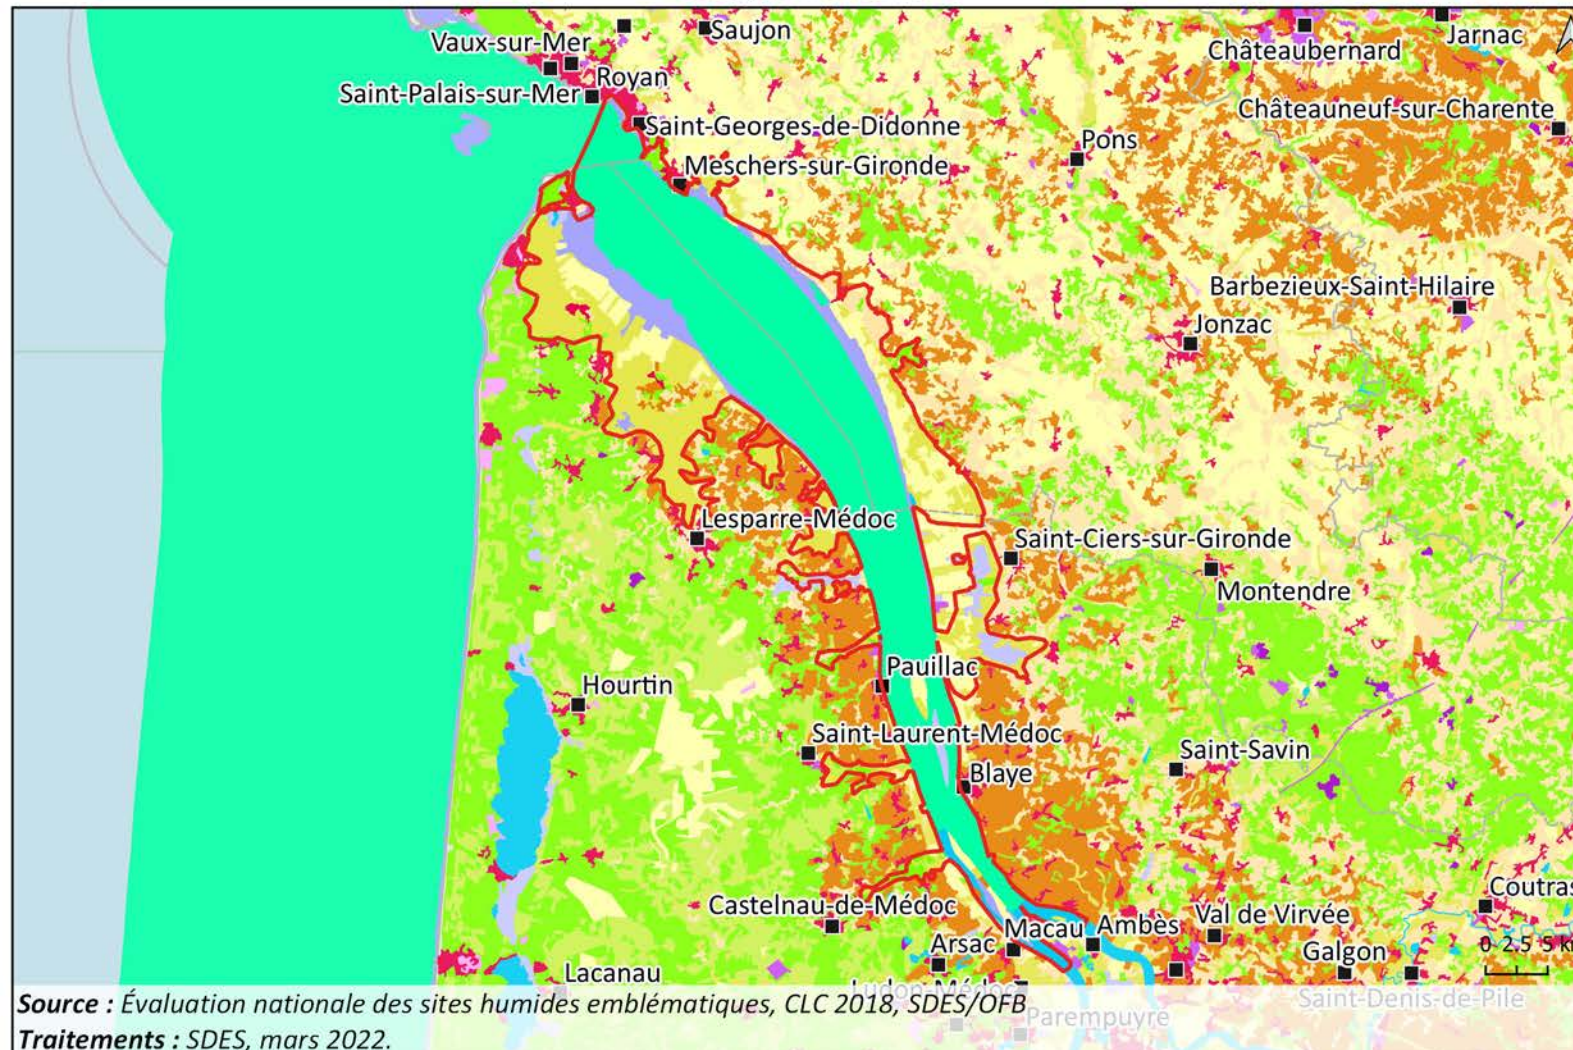 Saujon
Vaux-sur-Mer
Châteaubernard
Jarnac
Royan
Saint-Palais-sur-Mer
Châteauneuf-sur-Charente
Saint-Georges-de-Didonne
Pons
Meschers-sur-Gironde
Barbezieux-Saint-Hilaire
Jonzac
Lesparre-Médoc
Saint-Ciers-sur-Gironde
Montendre
Pauillac
Hourtin
Saint-Laurent-Médoc
Saint-Savin
Blaye
Coutras
Castelnau-de-Médoc
Val de Virvée
Macau
Ambès
Arsac
Galgon
0 2,5 5 km
Lacanau
Ludon-Médoc
Saint-Denis-de-Pile
Source : Évaluation nationale des sites humides emblématiques, CLC 2018, SDES/OFB
Parempuyre
Traitements : SDES, mars 2022.